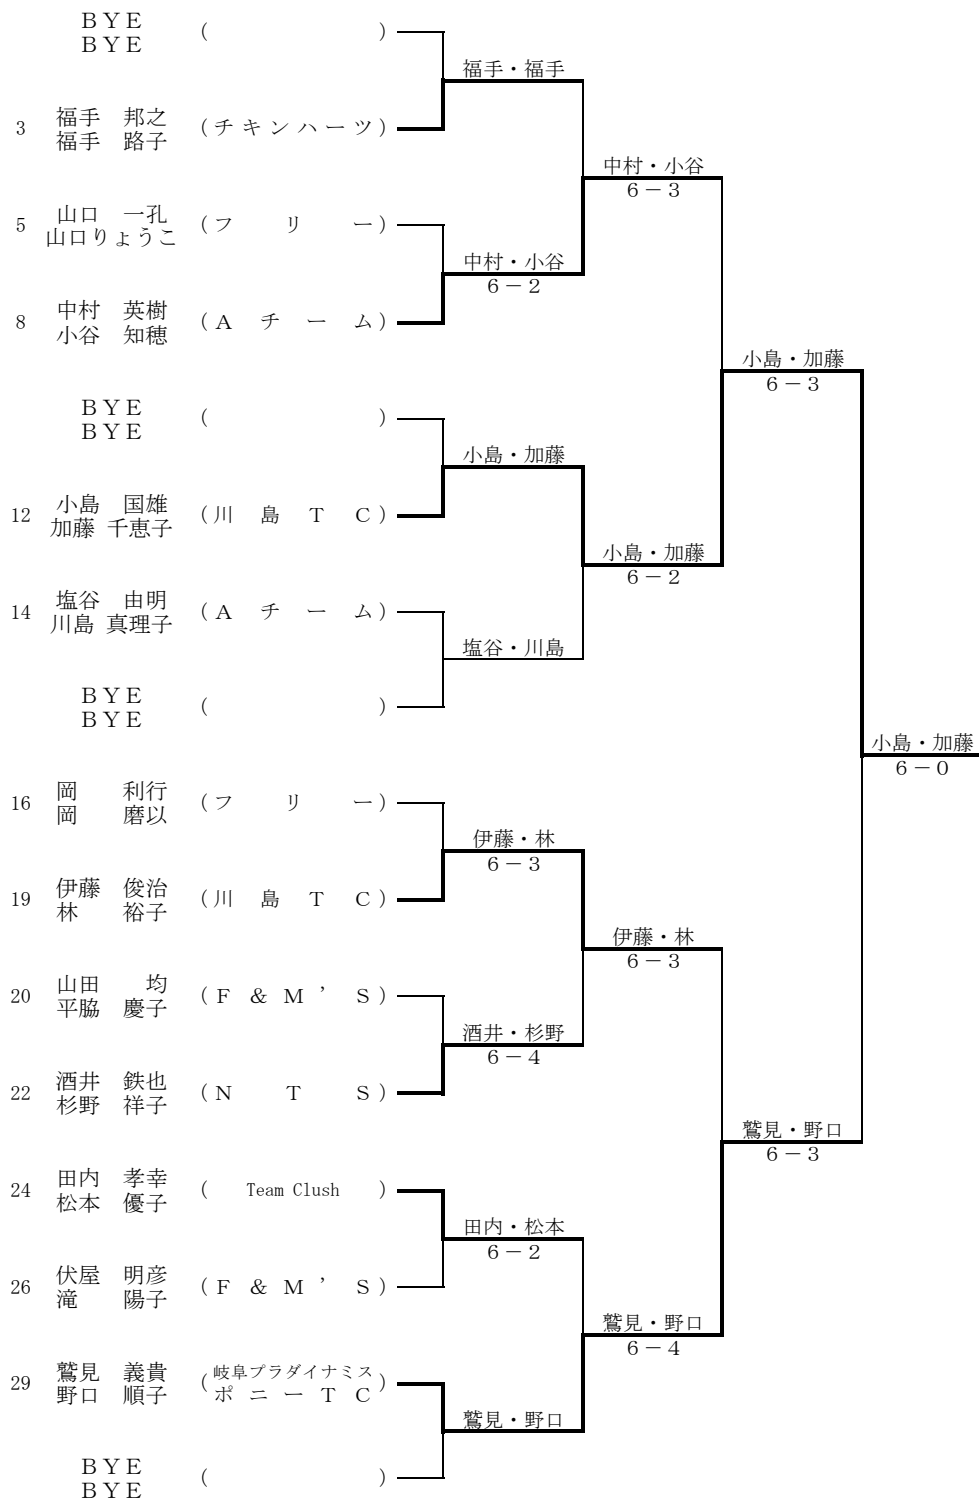 ＢＹＥ
ＢＹＥ
（　　　　　　　）
福手・福手
3
福手　邦之
福手　路子
（チキンハーツ）
中村・小谷
６－３
5
山口　一孔
山口りょうこ
（フリー）
中村・小谷
６－２
8
中村　英樹
小谷　知穂
（Ａチーム）
小島・加藤
６－３
ＢＹＥ
ＢＹＥ
（　　　　　　　）
小島・加藤
12
小島　国雄
加藤 千恵子
（川島ＴＣ）
小島・加藤
６－２
14
塩谷　由明
川島 真理子
（Ａチーム）
塩谷・川島
ＢＹＥ
ＢＹＥ
（　　　　　　　）
小島・加藤
６－０
16
岡　　利行
岡　　磨以
（フリー）
伊藤・林
６－３
19
伊藤　俊治
林　　裕子
（川島ＴＣ）
伊藤・林
６－３
20
山田　　均
平脇　慶子
（Ｆ＆Ｍ’Ｓ）
酒井・杉野
６－４
22
酒井　鉄也
杉野　祥子
（ＮＴＳ）
鷲見・野口
６－３
24
田内　孝幸
松本　優子
（Team Clush）
田内・松本
６－２
26
伏屋　明彦
滝　　陽子
（Ｆ＆Ｍ’Ｓ）
鷲見・野口
６－４
29
鷲見　義貴
野口　順子
（岐阜プラダイナミス
ポニーＴＣ）
鷲見・野口
ＢＹＥ
ＢＹＥ
（　　　　　　　）